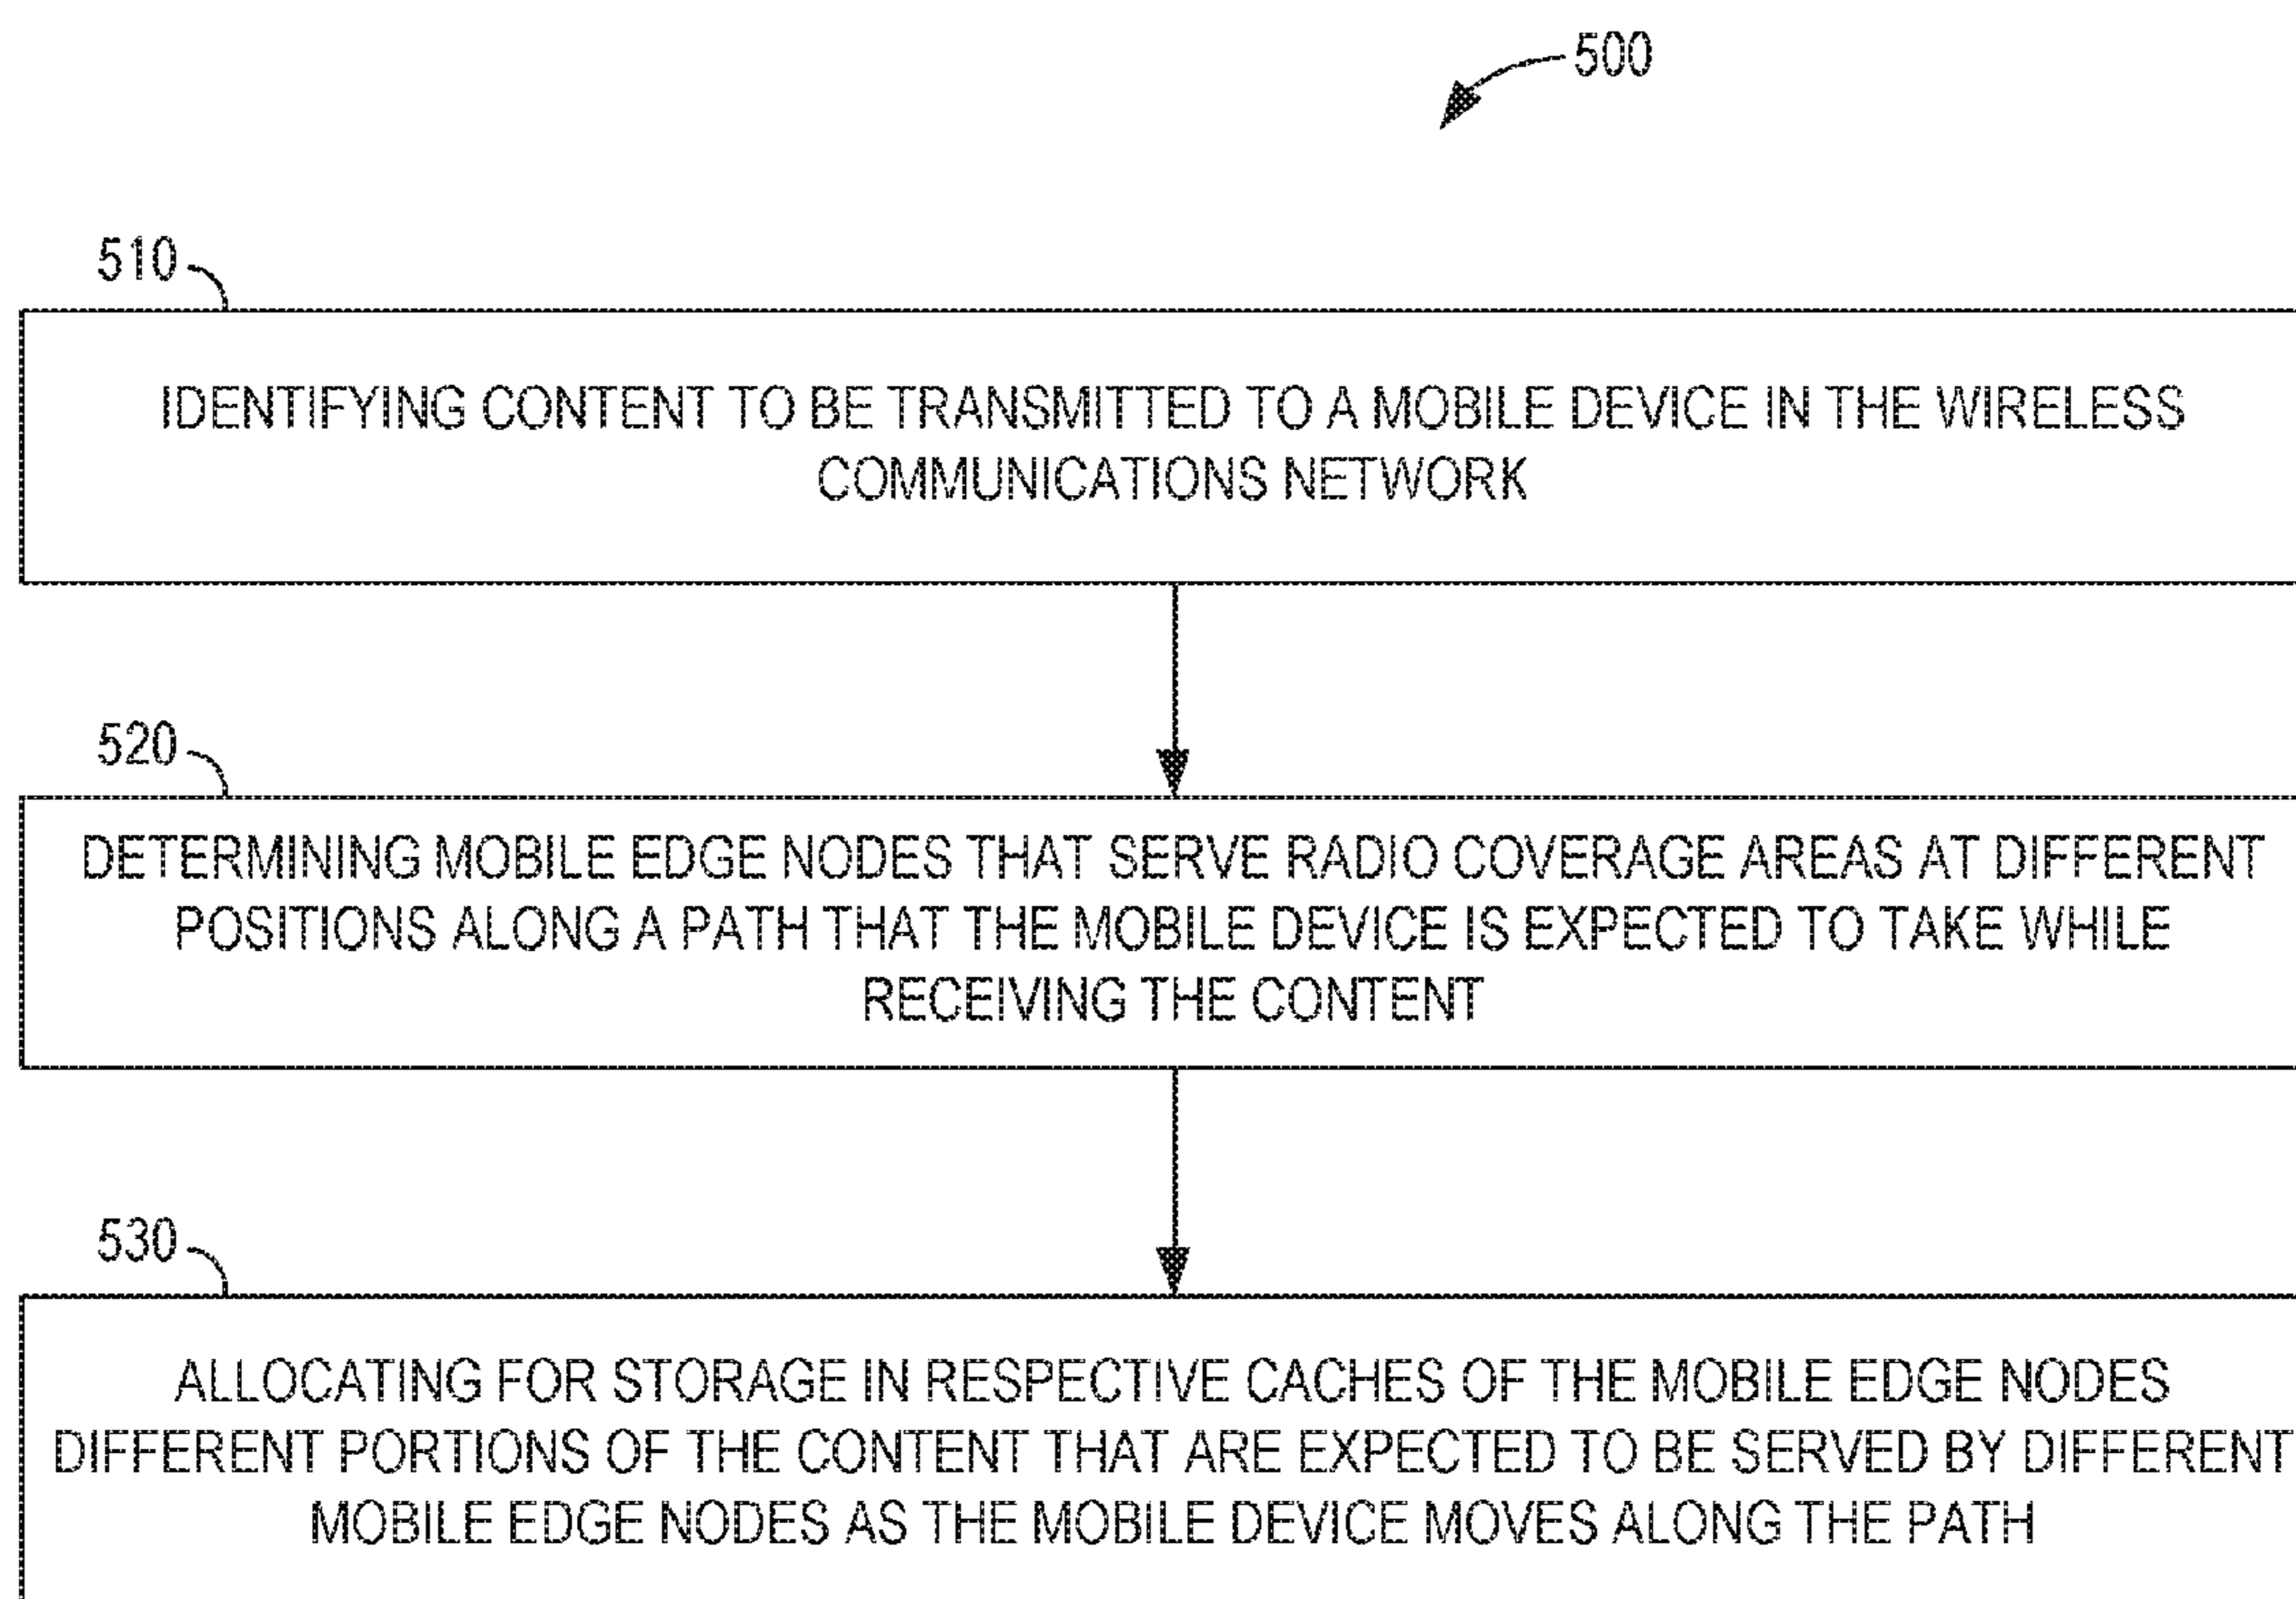 500
510
IDENTIFYING CONTENT TO BE TRANSMITTED TO A MOBILE DEVICE IN THE WIRELESS
COMMUNICATIONS NETWORK
520
DETERMINING MOBILE EDGE NODES THAT SERVE RADIO COVERAGE AREAS AT DIFFERENT
POSITIONS ALONG A PATH THAT THE MOBILE DEVICE IS EXPECTED TO TAKE WHILE
RECEIVING THE CONTENT
530
ALLOCATING FOR STORAGE IN RESPECTIVE CACHES OF THE MOBILE EDGE NODES
DIFFERENT PORTIONS OF THE CONTENT THAT ARE EXPECTED TO BE SERVED BY DIFFERENT
MOBILE EDGE NODES AS THE MOBILE DEVICE MOVES ALONG THE PATH